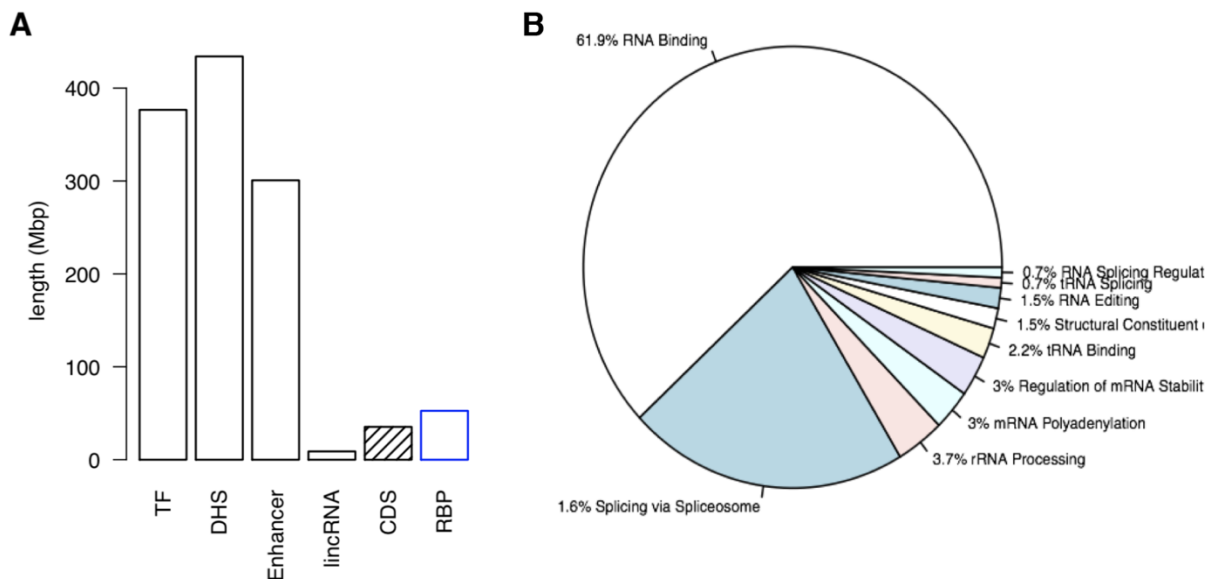 A
B
length (Mbp)
400
300
200
100
0
TF
DHS
Enhancer
lincRNA
CDS
RBP
61.9% RNA Binding
0.7% RNA Splicing Regulat
0.7% tRNA Splicing
1.5% RNA Editing
1.5% Structural Constituent
2.2% tRNA Binding
3% Regulation of mRNA Stabilit
3% mRNA Polyadenylation
3.7% rRNA Processing
1.6% Splicing via Spliceosome